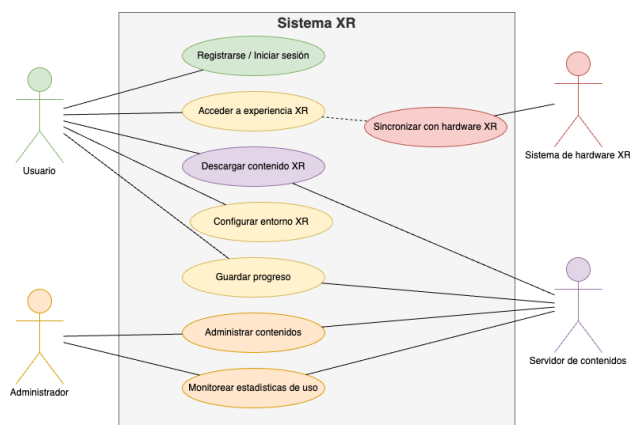 Sistema XR
Registrarse / Iniciar sesión
Acceder a experiencia XR
Sincronizar con hardware XR
Usuario
Sistema de hardware XR
Descargar contenido XR
Configurar entorno XR
Guardar progreso
Administrar contenidos
Servidor de contenidos
Monitorear estadísticas de uso
Administrador